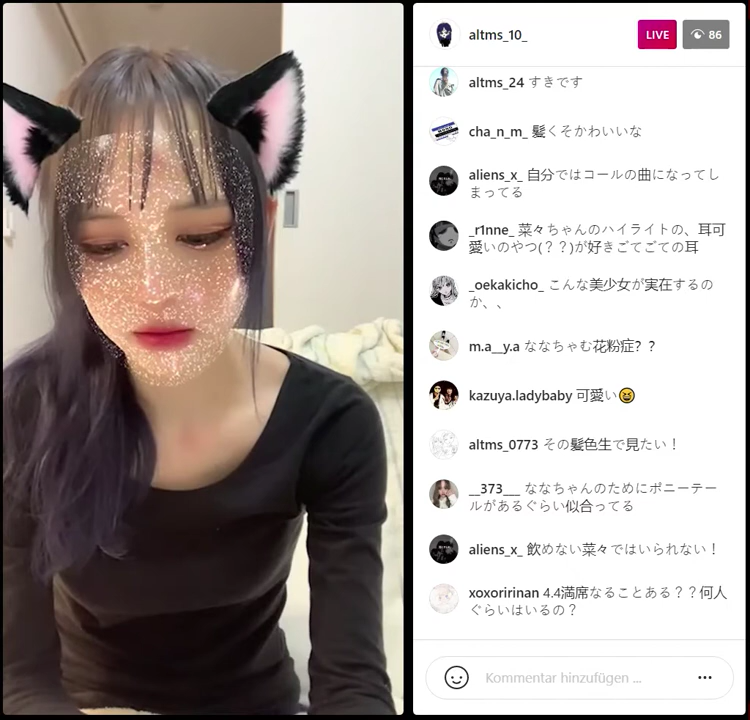 altms_10_
LIVE
86
altms_24 すきです
cha_n_m_ 髪くそかわいいな
aliens_x_ 自分ではコールの曲になってし
まってる
_r1nne_ 菜々ちゃんのハイライトの、耳可
愛いのやつ(？？)が好きごてごての耳
_oekakicho_ こんな美少女が実在するの
か、、
m.a__y.a ななちゃむ花粉症？？
kazuya.ladybaby 可愛い😆
altms_0773 その髪色生で見たい！
__373___ ななちゃんのためにポニーテー
ルがあるぐらい似合ってる
aliens_x_ 飲めない菜々ではいられない！
xoxoririnan 4.4満席なることある？？何人
ぐらいはいるの？
Kommentar hinzufügen ...